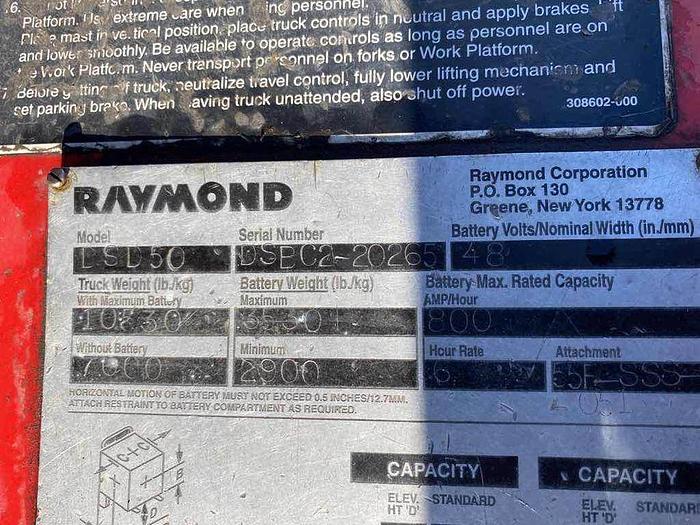 6.
Platform. Use extreme care when personnel.
Place mast in vertical position, place truck controls in neutral and apply brakes. Lift
and lower smoothly. Be available to operate controls as long as personnel are on
the Work Platform. Never transport personnel on forks or Work Platform.
7. Before getting off truck, neutralize travel control, fully lower lifting mechanism and
set parking brake. When leaving truck unattended, also shut off power.
308602-000
RAYMOND
Raymond Corporation
P.O. Box 130
Greene, New York 13778
Model Serial Number Battery Volts/Nominal Width (in./mm)
48
Truck Weight (lb./kg) Battery Weight (lb./kg) Battery Max. Rated Capacity
With Maximum Battery Maximum AMP/Hour
800
Without Battery Minimum Hour Rate Attachment
2900 6
HORIZONTAL MOTION OF BATTERY MUST NOT EXCEED 0.5 INCHES/12.7MM.
ATTACH RESTRAINT TO BATTERY COMPARTMENT AS REQUIRED.
051
C C
B
D
CAPACITY CAPACITY
ELEV. STANDARD ELEV. STANDARD
HT 'D' HT 'D'